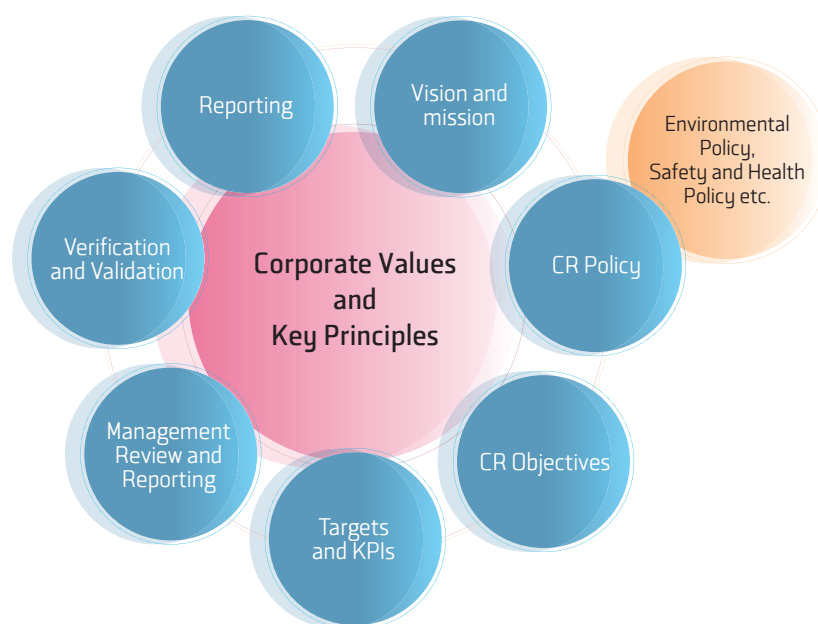 Reporting
Vision and
mission
Environmental
Policy,
Safety and Health
Policy etc.
Verification
and Validation
Corporate Values
and
Key Principles
CR Policy
Management
Review and
Reporting
CR Objectives
Targets
and KPIs